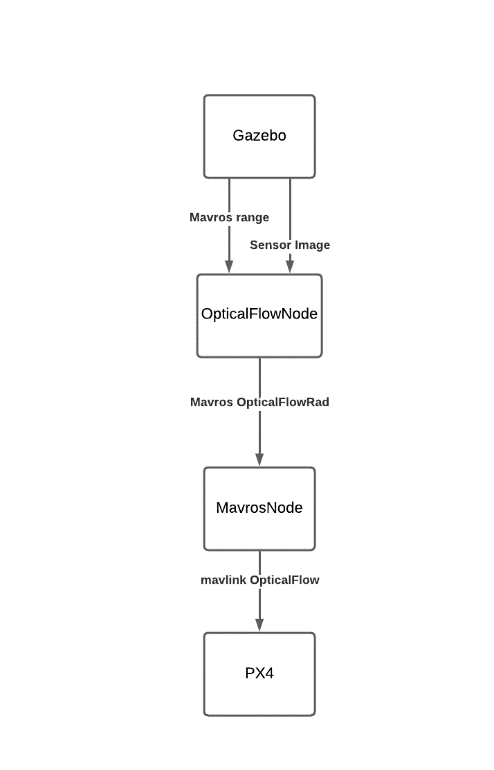 Gazebo
Mavros range
Sensor Image
OpticalFlowNode
Mavros OpticalFlowRad
MavrosNode
mavlink OpticalFlow
PX4